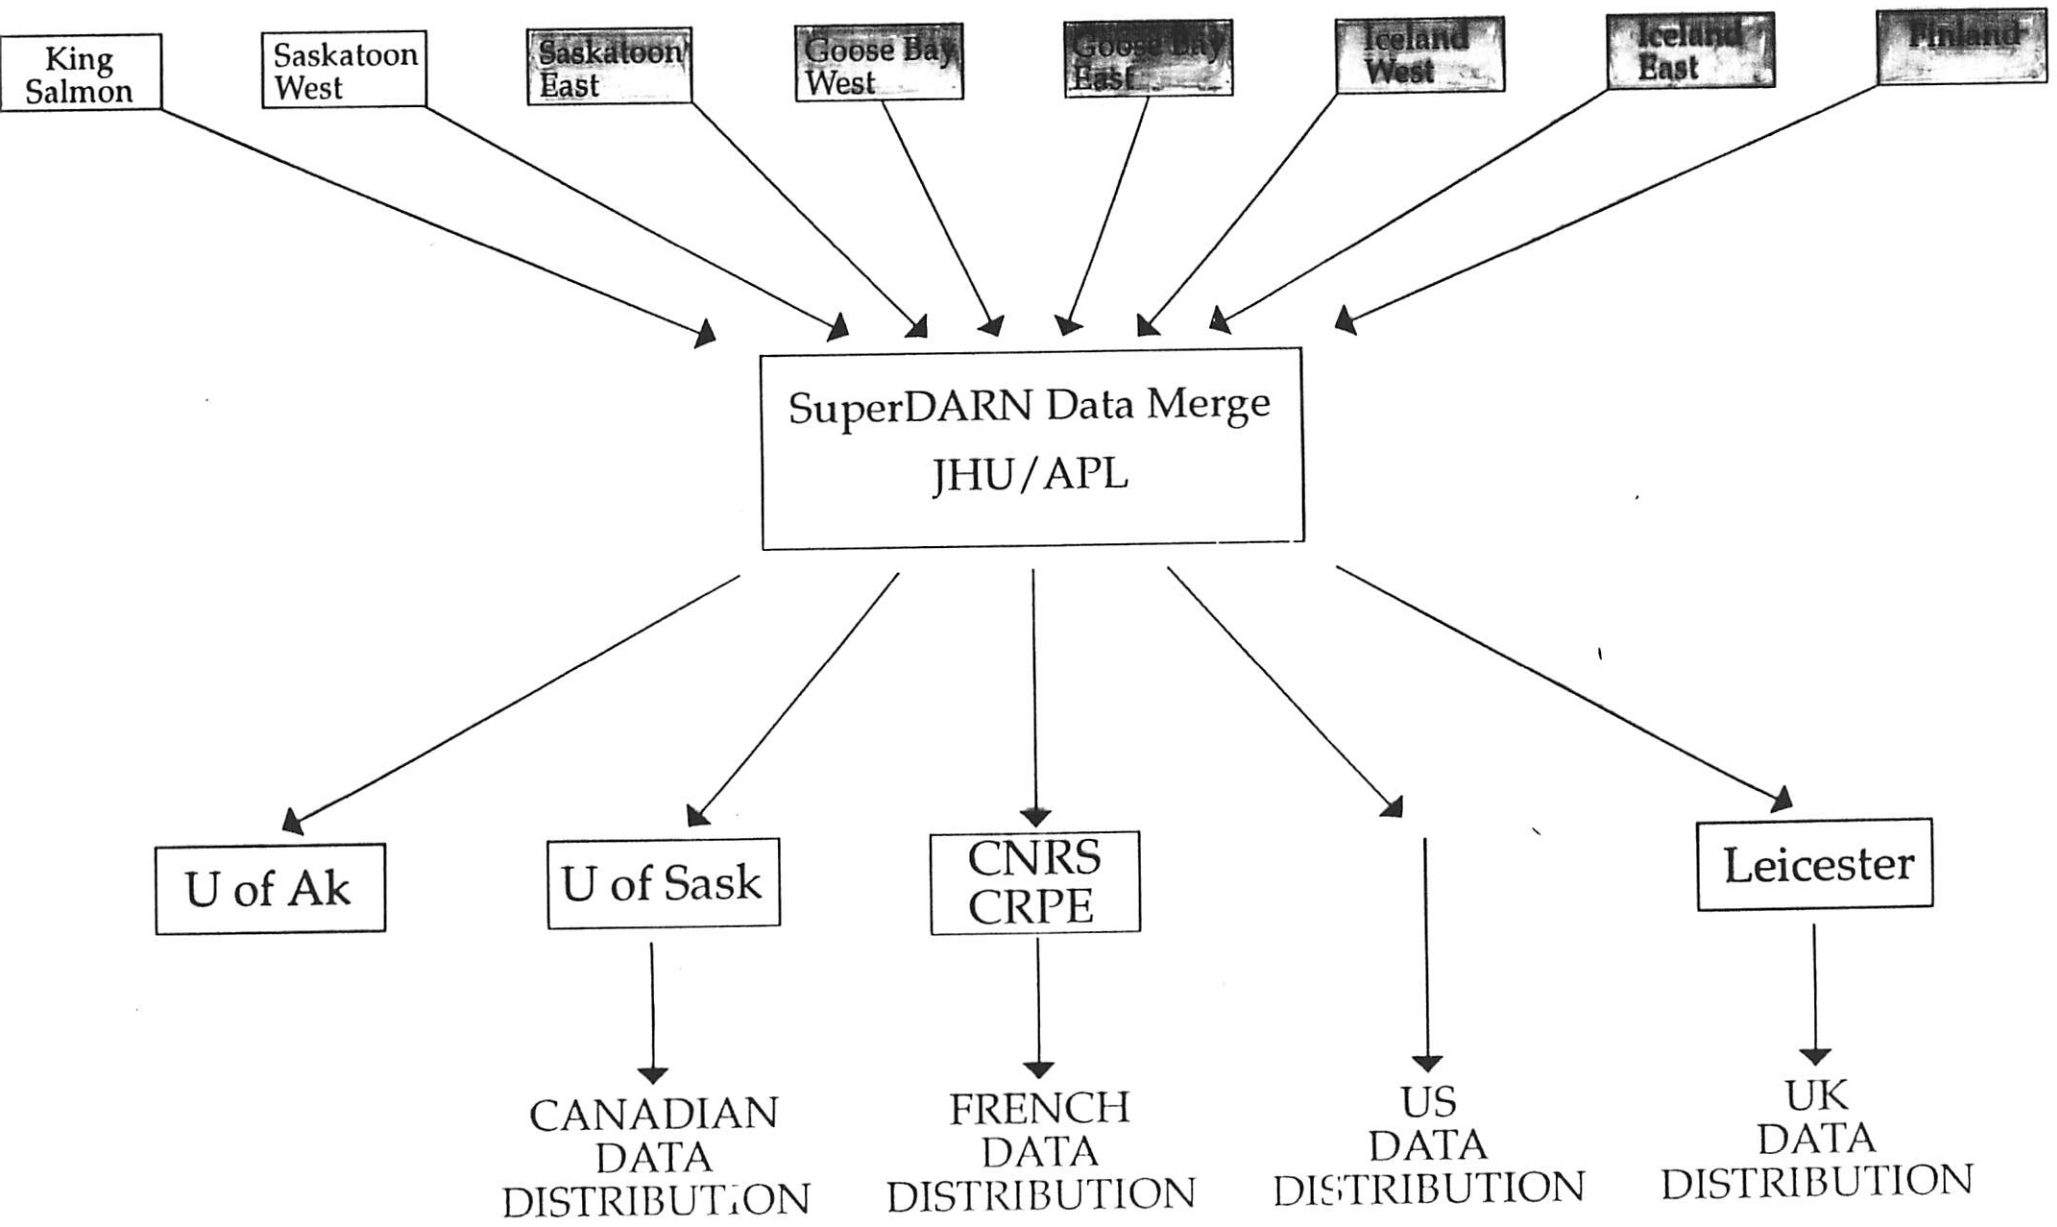 King
Salmon
Saskatoon
West
Saskatoon
East
Goose Bay
West
Goose Bay
East
Iceland
West
Iceland
East
Finland
SuperDARN Data Merge
JHU/APL
U of Ak
U of Sask
CNRS
CRPE
Leicester
CANADIAN
DATA
DISTRIBUTION
FRENCH
DATA
DISTRIBUTION
US
DATA
DISTRIBUTION
UK
DATA
DISTRIBUTION